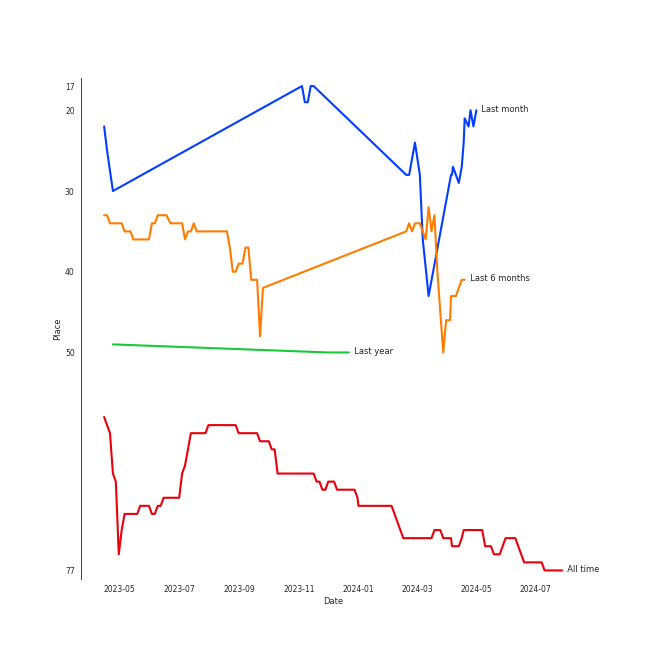 17
20
Last month
30
40
Last 6 months
Place
50
Last year
77
All time
2023-05
2023-07
2023-09
2023-11
2024-01
2024-03
2024-05
2024-07
Date